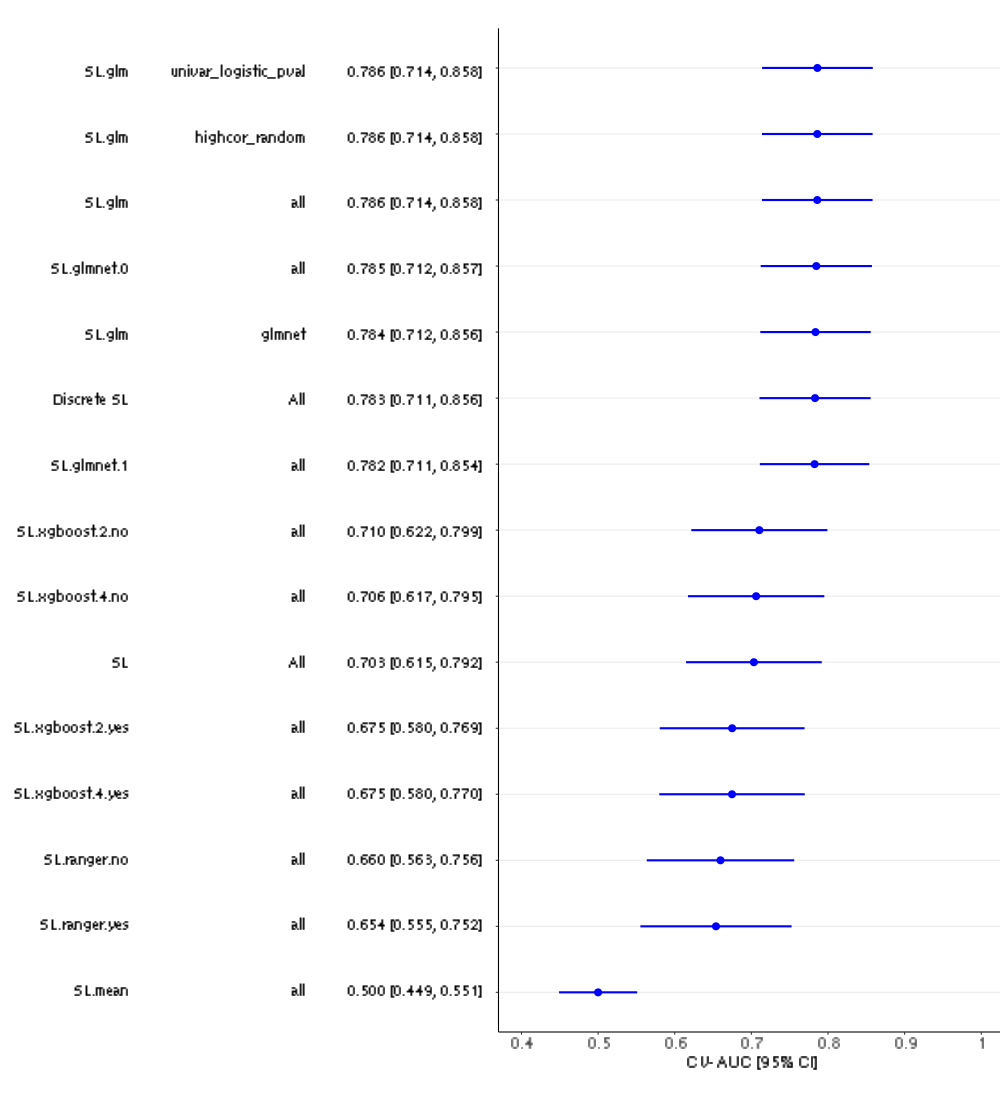 SL.glm univar_logistic_pval 0.786 [0.714, 0.858]
SL.glm highcor_random 0.786 [0.714, 0.858]
SL.glm all 0.786 [0.714, 0.858]
SL.glmnet.0 all 0.785 [0.712, 0.857]
SL.glm glmnet 0.784 [0.712, 0.856]
Discrete SL All 0.783 [0.711, 0.856]
SL.glmnet.1 all 0.782 [0.711, 0.854]
SL.xgboost.2.no all 0.710 [0.622, 0.799]
SL.xgboost.4.no all 0.706 [0.617, 0.795]
SL All 0.703 [0.615, 0.792]
SL.xgboost.2.yes all 0.675 [0.580, 0.769]
SL.xgboost.4.yes all 0.675 [0.580, 0.770]
SL.ranger.no all 0.660 [0.563, 0.756]
SL.ranger.yes all 0.654 [0.555, 0.752]
SL.mean all 0.500 [0.449, 0.551]
0.4 0.5 0.6 0.7 0.8 0.9 1
CV-AUC [95% CI]